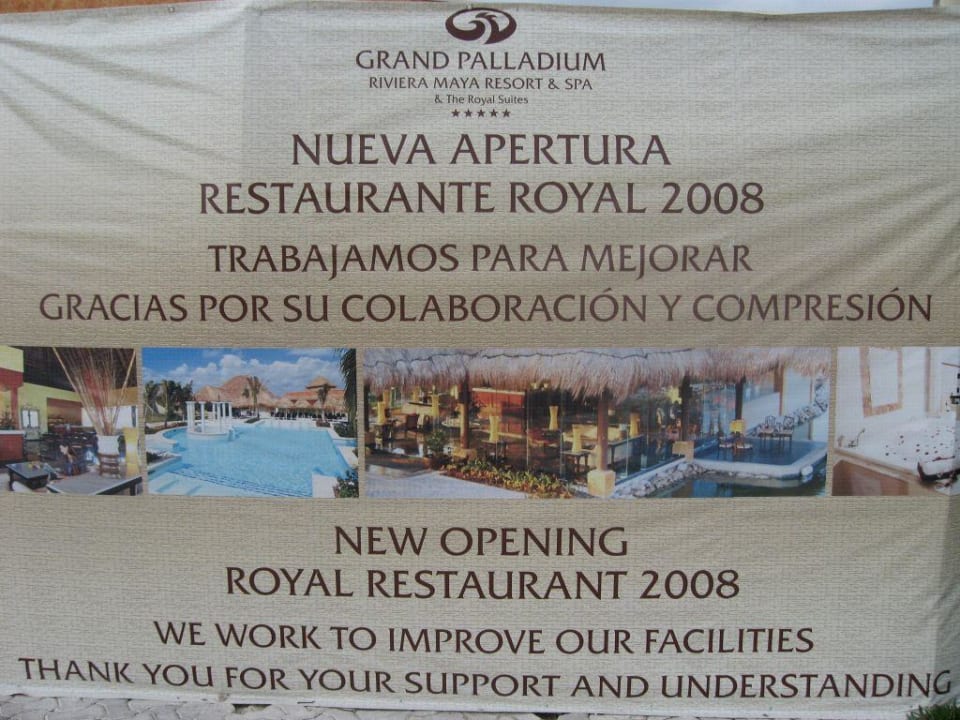 GRAND PALLADIUM
RIVIERA MAYA RESORT & SPA
& The Royal Suites
★★★★★
NUEVA APERTURA
RESTAURANTE ROYAL 2008
TRABAJAMOS PARA MEJORAR
GRACIAS POR SU COLABORACIÓN Y COMPRESIÓN
NEW OPENING
ROYAL RESTAURANT 2008
WE WORK TO IMPROVE OUR FACILITIES
THANK YOU FOR YOUR SUPPORT AND UNDERSTANDING